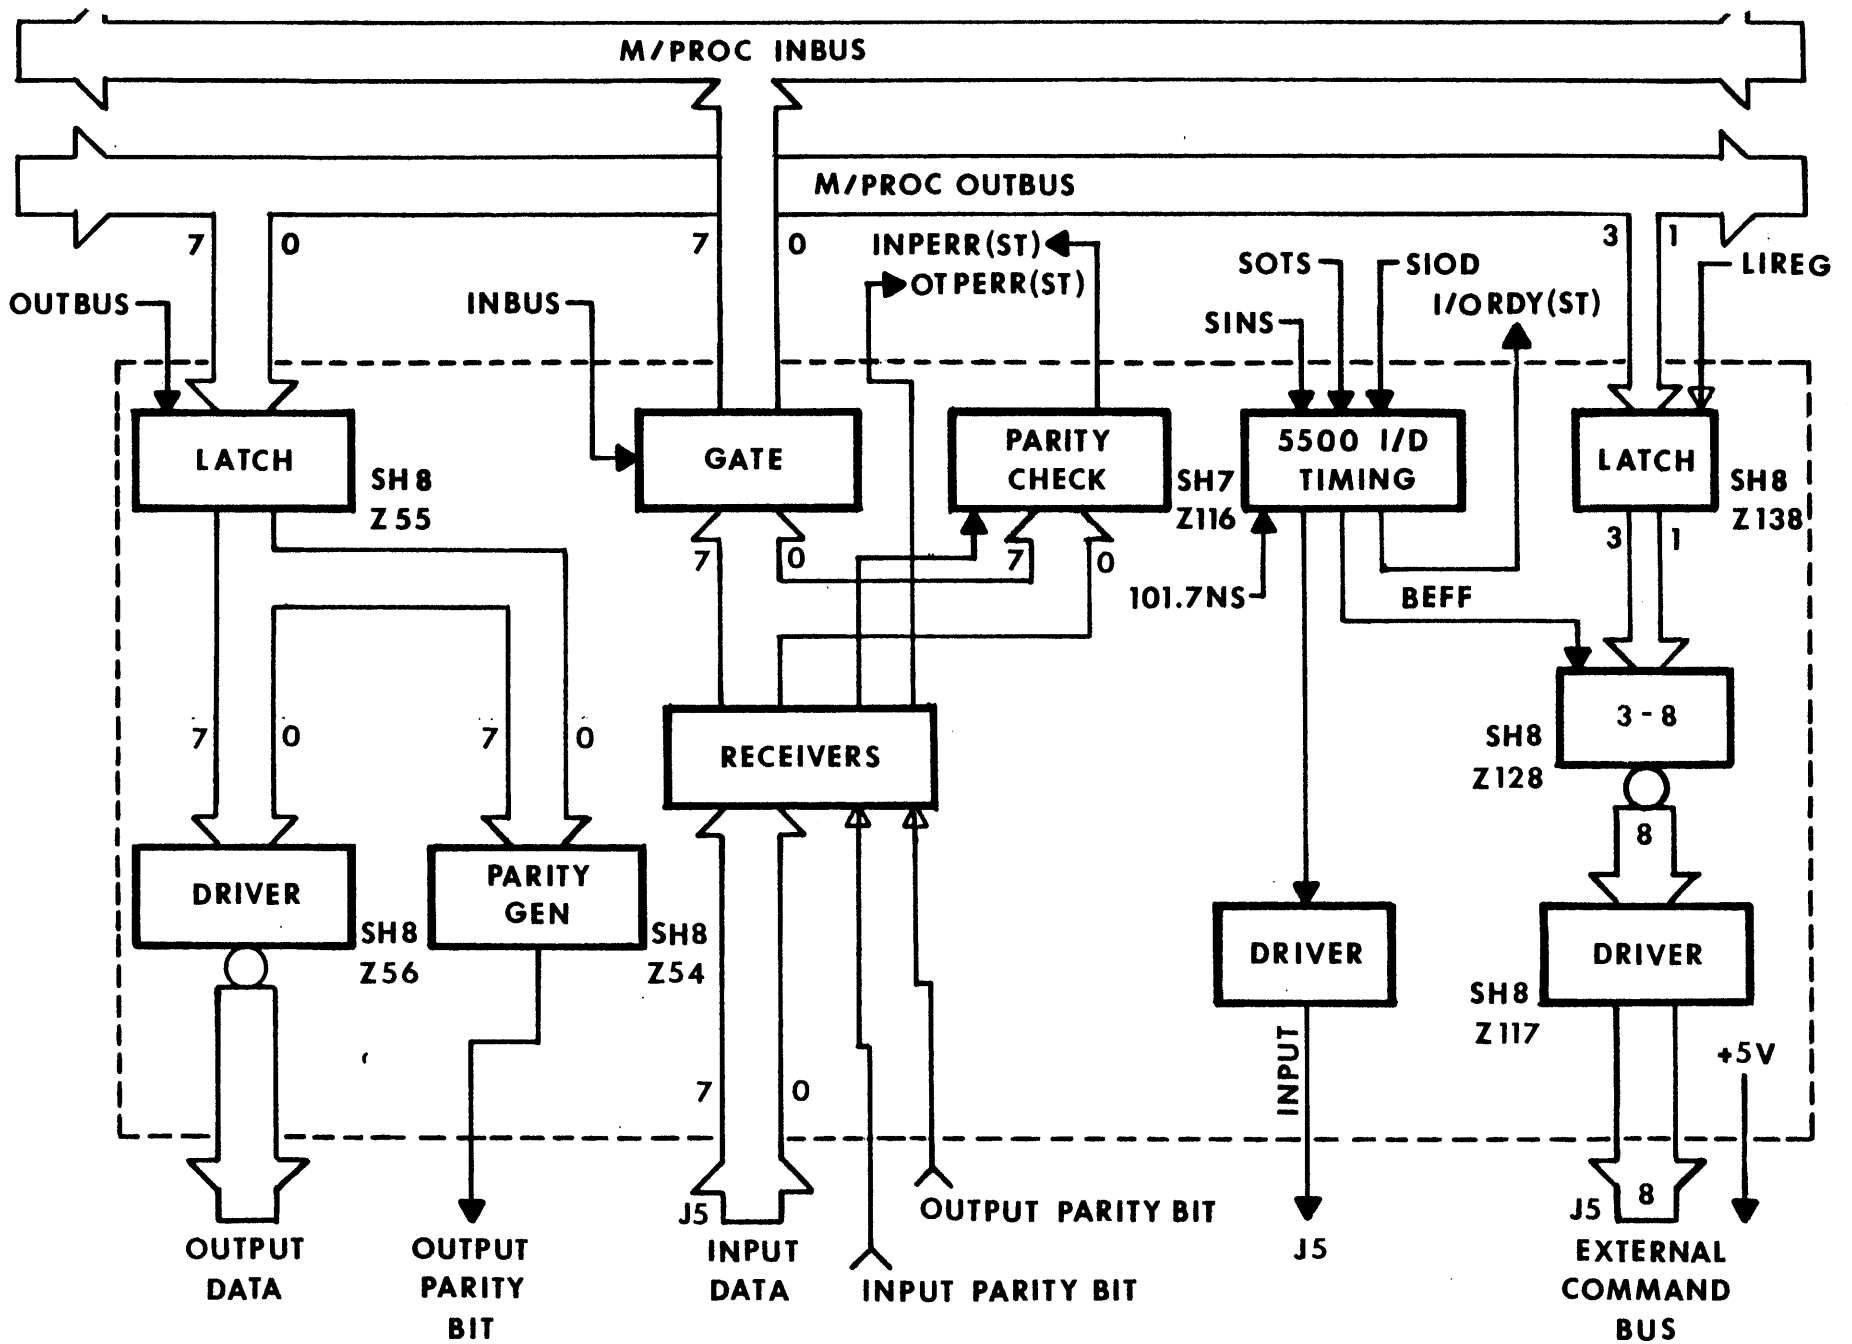 M/PROC INBUS
M/PROC OUTBUS
7 0
7 0
INPERR(ST)
OTPERR(ST)
SOTS
SIOD
3 1
LIREG
OUTBUS
INBUS
SINS
I/ORDY(ST)
LATCH
SH8
Z55
GATE
PARITY
CHECK
SH7
Z116
5500 I/D
TIMING
LATCH
SH8
Z138
7 0
7 0
101.7NS
BEFF
3 1
7 0
7 0
RECEIVERS
3-8
SH8
Z128
8
DRIVER
SH8
Z56
PARITY
GEN
SH8
Z54
DRIVER
DRIVER
SH8
Z117
7 0
INPUT
+5V
J5
OUTPUT PARITY BIT
J5
8
OUTPUT
DATA
OUTPUT
PARITY
BIT
INPUT
DATA
INPUT PARITY BIT
J5
EXTERNAL
COMMAND
BUS